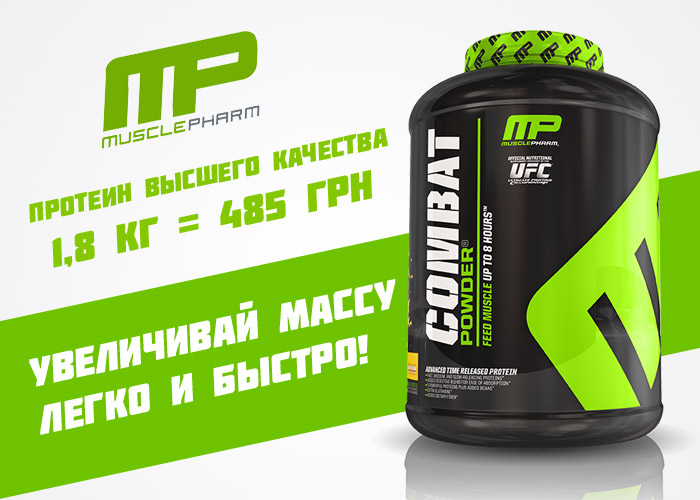 MP
MUSCLEPHARM
ПРОТЕИН ВЫСШЕГО КАЧЕСТВА
1,8 КГ = 485 ГРН
УВЕЛИЧИВАЙ МАССУ
ЛЕГКО И БЫСТРО!
MP
MUSCLEPHARM
OFFICIAL NUTRITIONAL
UFC
COMBAT
POWDER®
FEED MUSCLE UP TO 8 HOURS™
ADVANCED TIME RELEASED PROTEIN